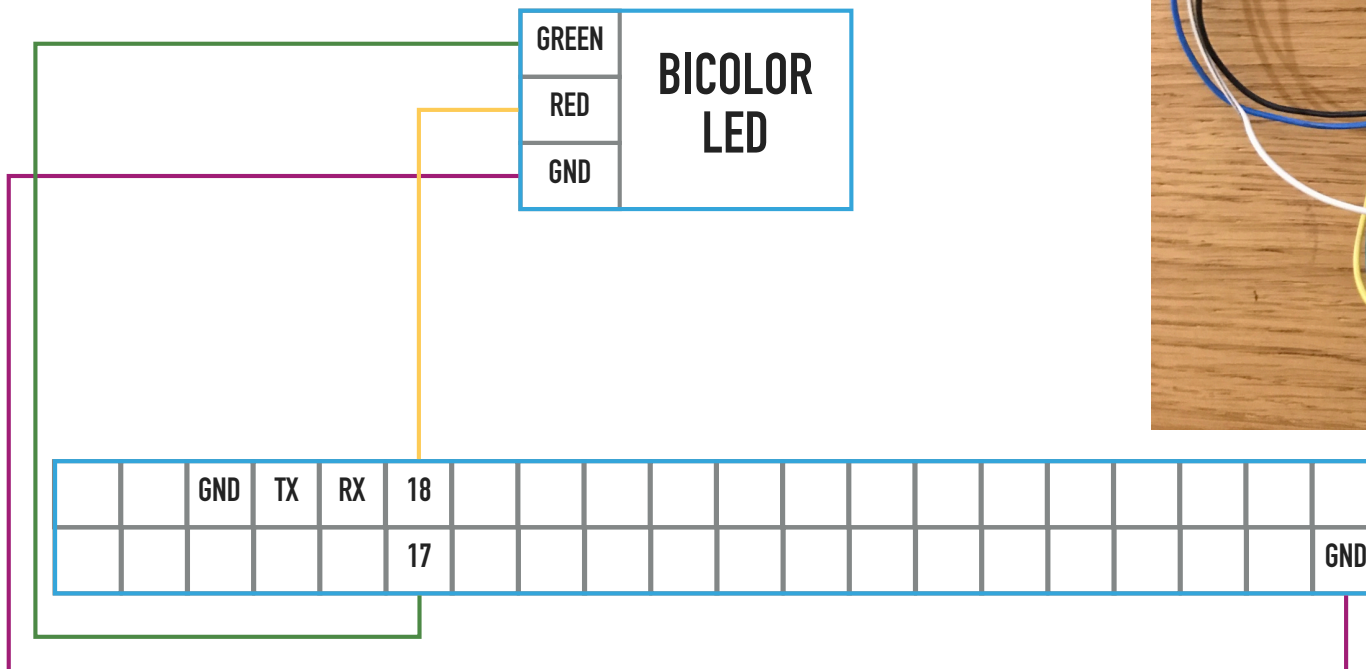 GREEN
RED
GND
BICOLOR
LED
GND TX RX 18
17 GND